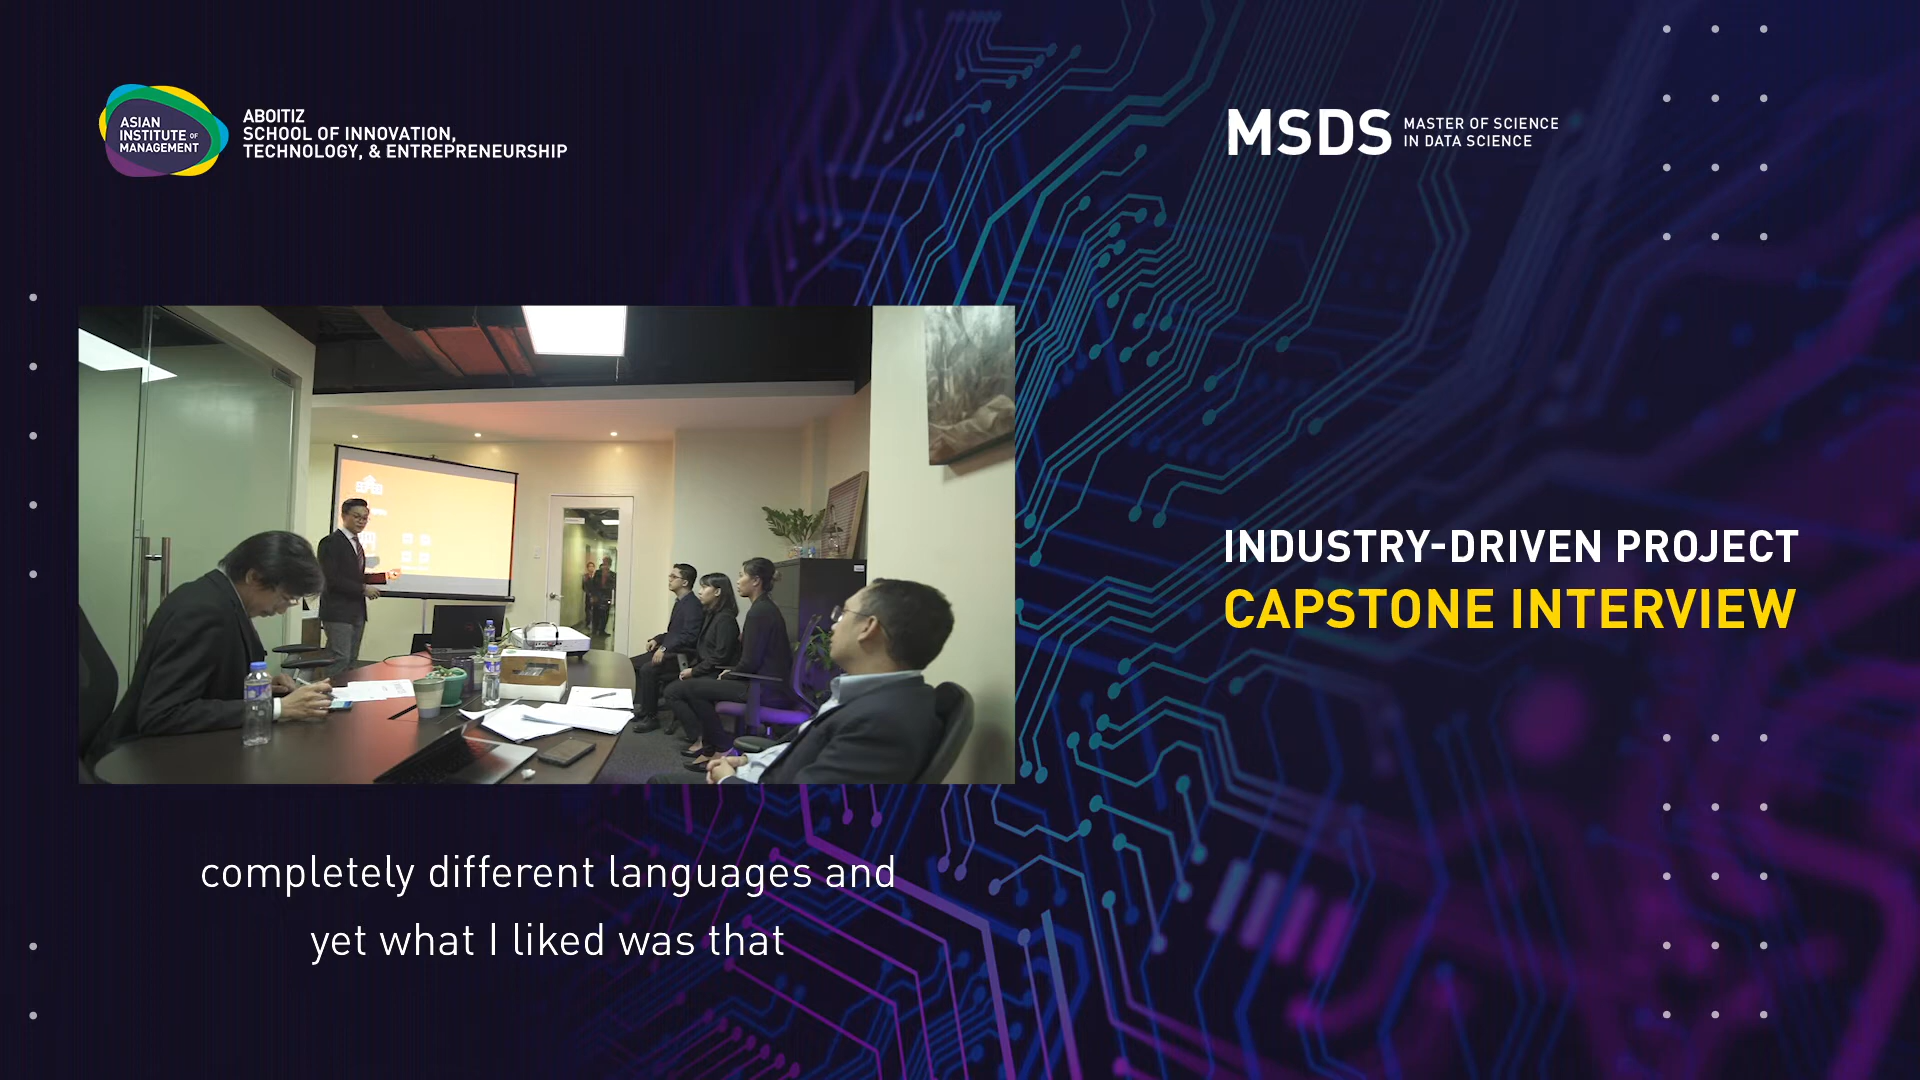 ASIAN
INSTITUTE OF
MANAGEMENT
ABOITIZ
SCHOOL OF INNOVATION,
TECHNOLOGY, & ENTREPRENEURSHIP
MSDS
MASTER OF SCIENCE
IN DATA SCIENCE
INDUSTRY-DRIVEN PROJECT
CAPSTONE INTERVIEW
completely different languages and
yet what I liked was that